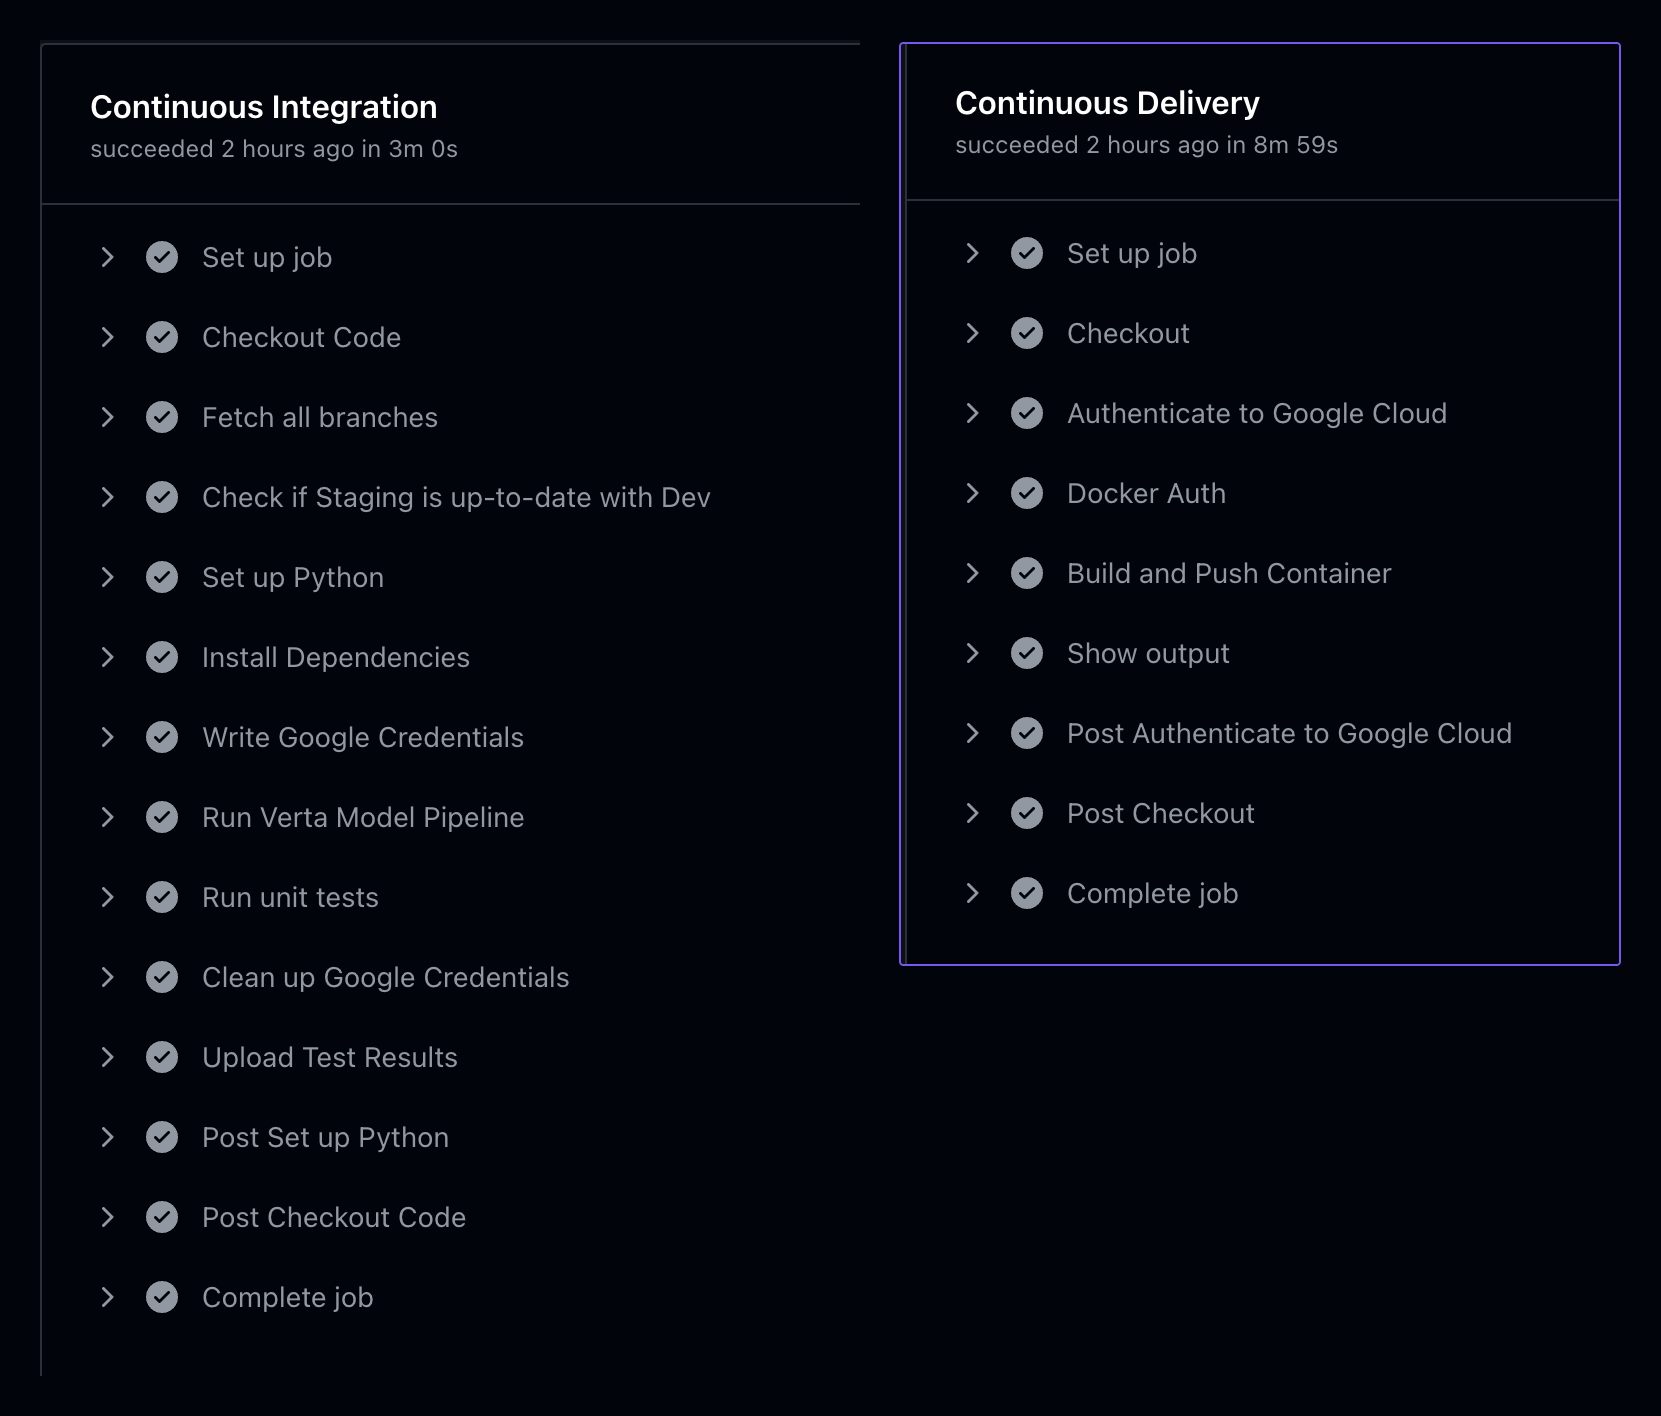 Continuous Integration
succeeded 2 hours ago in 3m 0s
Set up job
Checkout Code
Fetch all branches
Check if Staging is up-to-date with Dev
Set up Python
Install Dependencies
Write Google Credentials
Run Verta Model Pipeline
Run unit tests
Clean up Google Credentials
Upload Test Results
Post Set up Python
Post Checkout Code
Complete job
Continuous Delivery
succeeded 2 hours ago in 8m 59s
Set up job
Checkout
Authenticate to Google Cloud
Docker Auth
Build and Push Container
Show output
Post Authenticate to Google Cloud
Post Checkout
Complete job